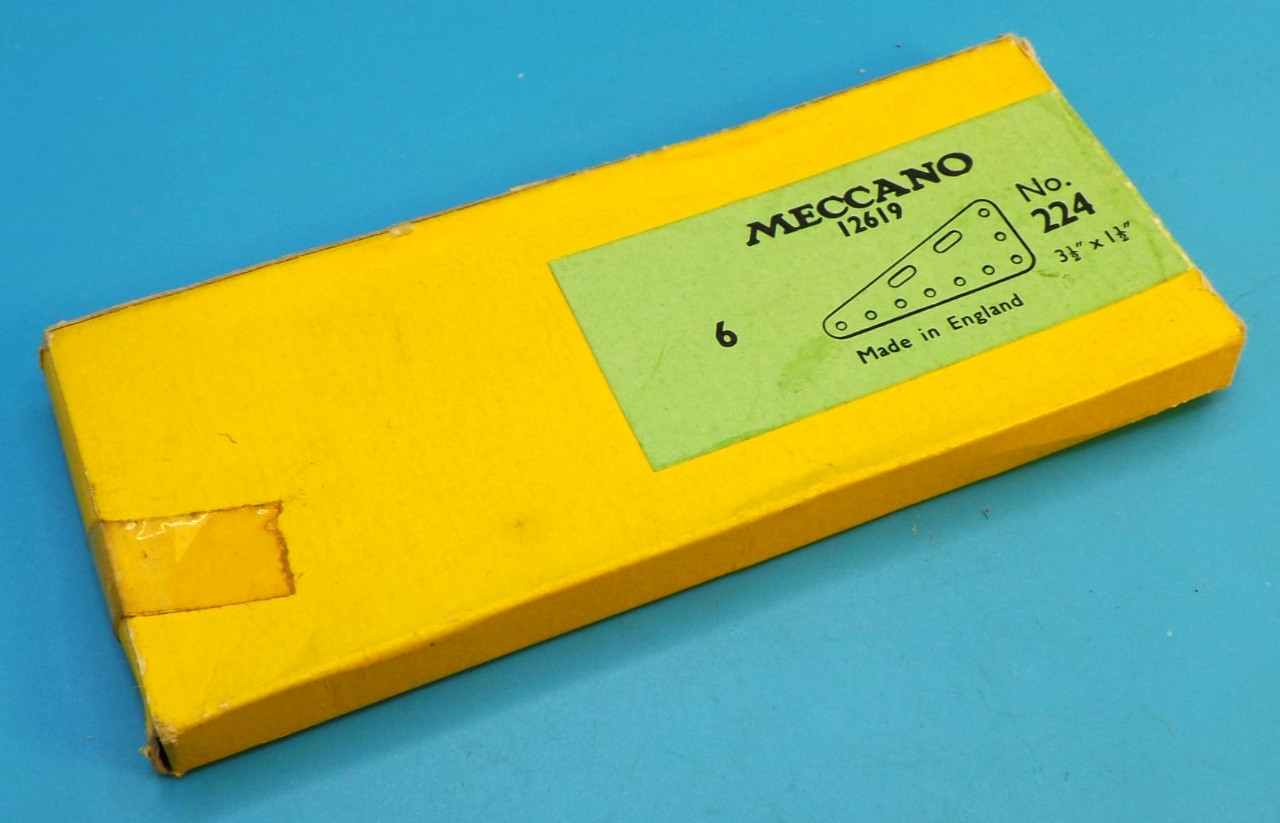 MECCANO
12619
No.
224
3½" x 1½"
6
Made in England